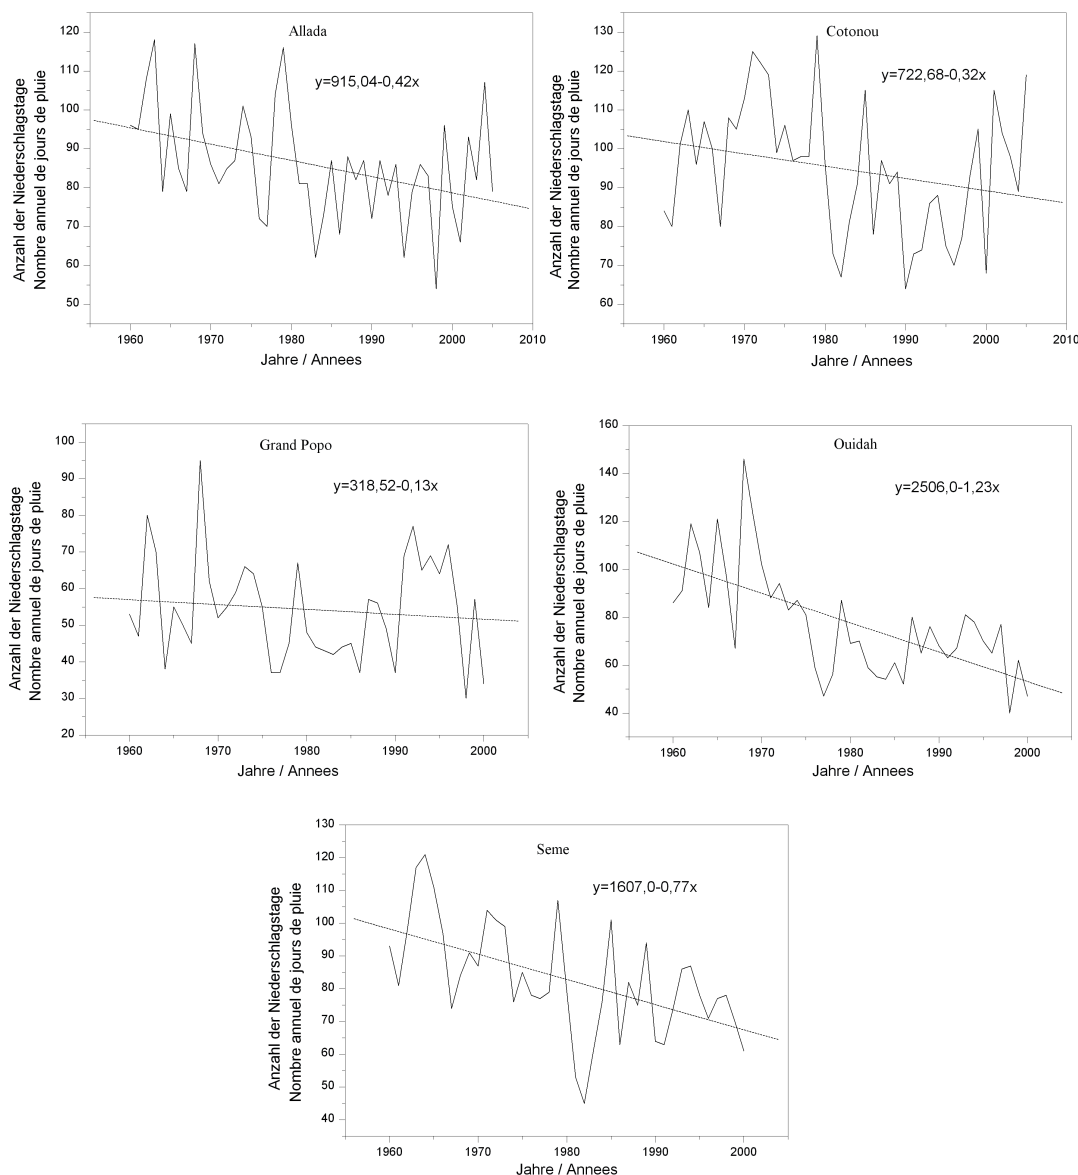 Allada
y=915,04-0,42x
Anzahl der Niederschlagstage
Nombre annuel de jours de pluie
120
110
100
90
80
70
60
50
1960 1970 1980 1990 2000 2010
Jahre / Annees
Cotonou
y=722,68-0,32x
Anzahl der Niederschlagstage
Nombre annuel de jours de pluie
130
120
110
100
90
80
70
60
1960 1970 1980 1990 2000 2010
Jahre / Annees
Grand Popo
y=318,52-0,13x
Anzahl der Niederschlagstage
Nombre annuel de jours de pluie
100
90
80
70
60
50
40
30
20
1960 1970 1980 1990 2000
Jahre / Annees
Ouidah
y=2506,0-1,23x
Anzahl der Niederschlagstage
Nombre annuel de jours de pluie
160
140
120
100
80
60
40
1960 1970 1980 1990 2000
Jahre / Annees
Seme
y=1607,0-0,77x
Anzahl der Niederschlagstage
Nombre annuel de jours de pluie
130
120
110
100
90
80
70
60
50
40
1960 1970 1980 1990 2000
Jahre / Annees